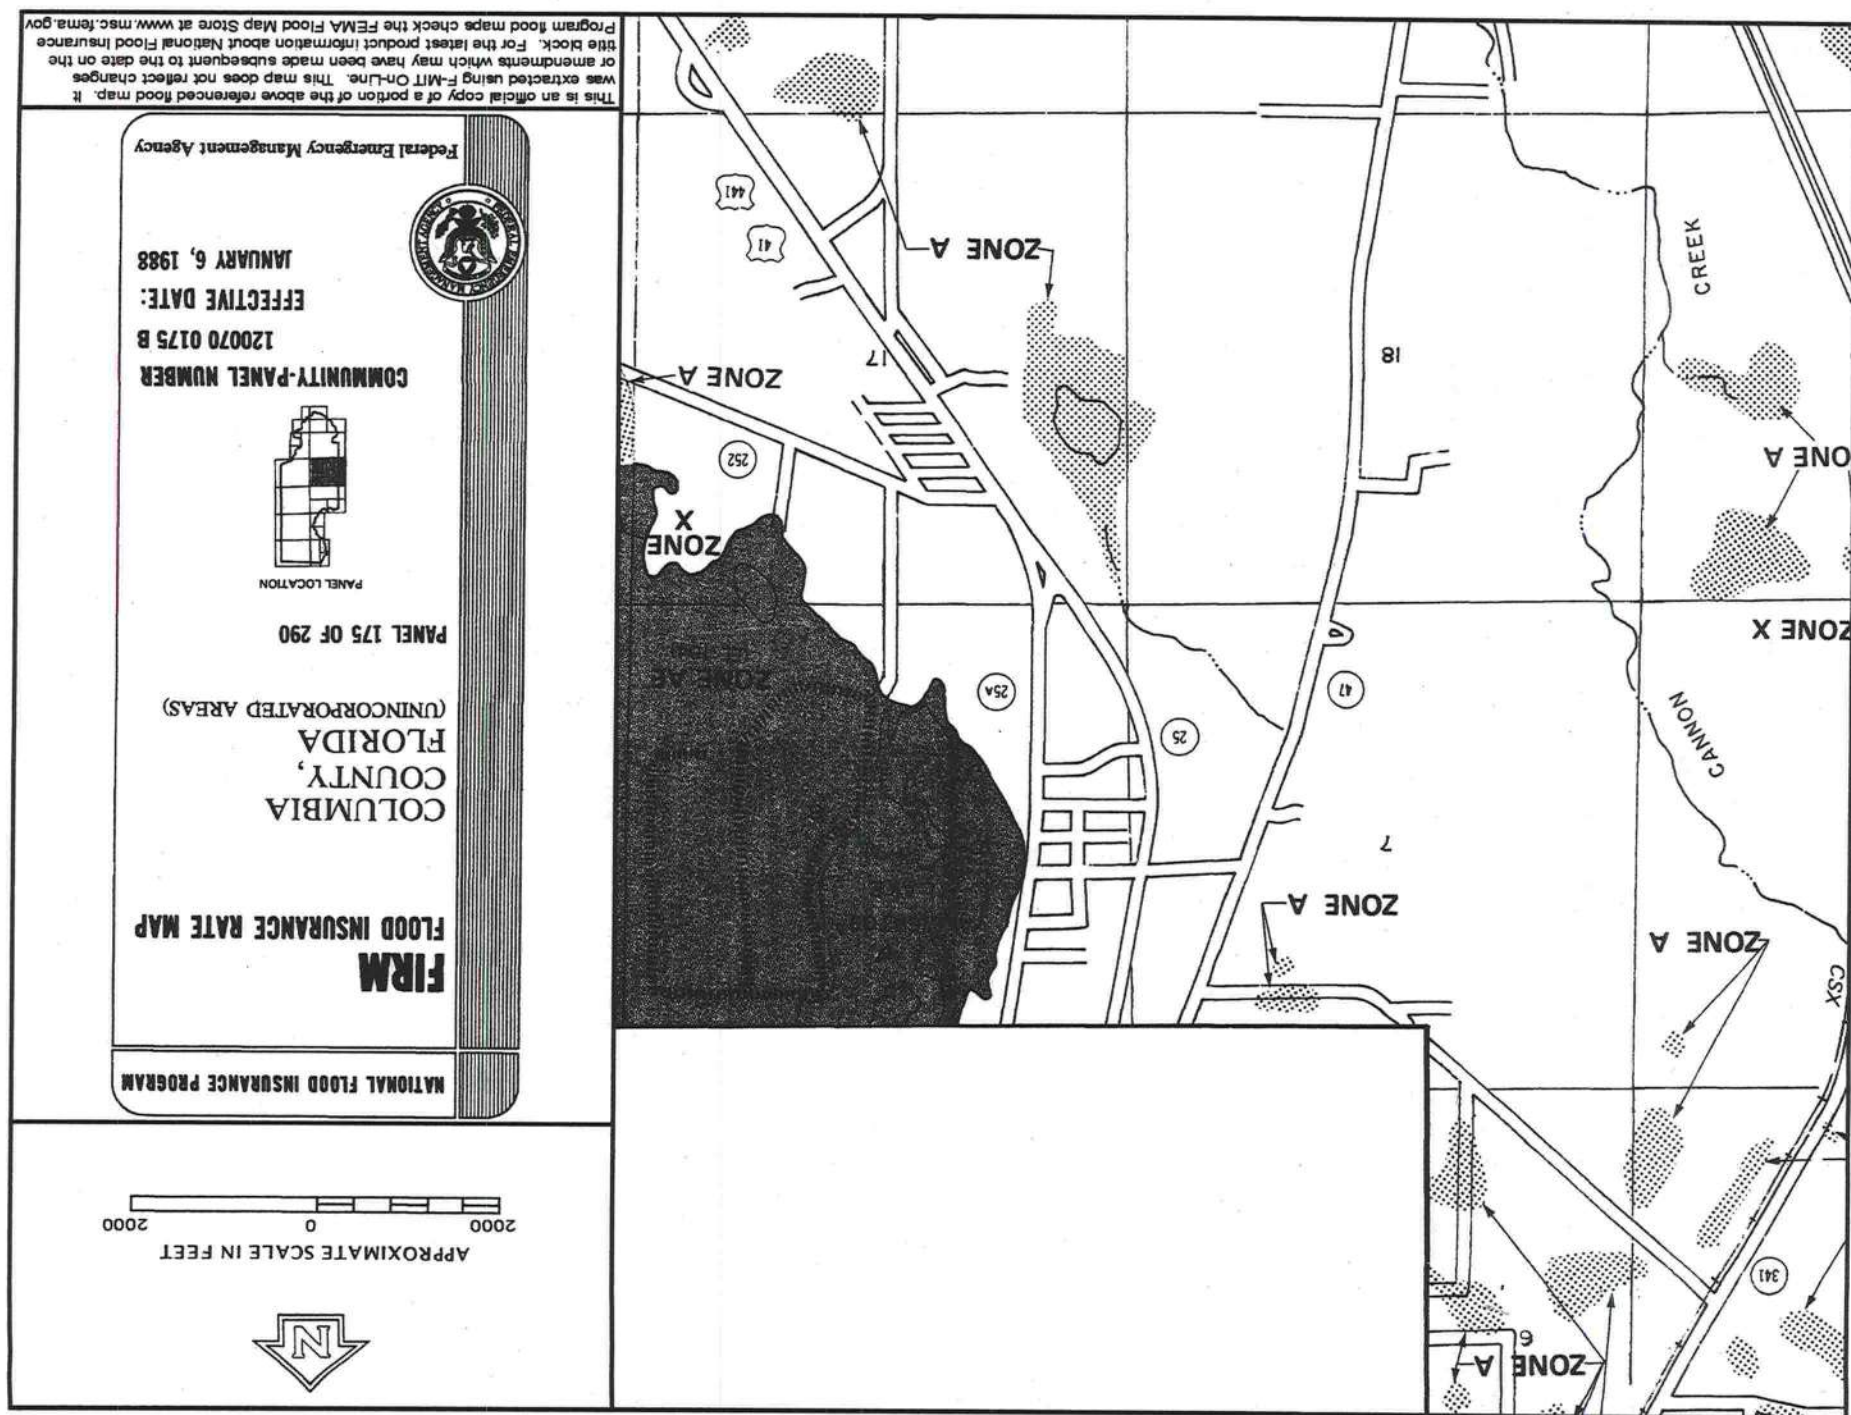 APPROXIMATE SCALE IN FEET
2000 0 2000
N
NATIONAL FLOOD INSURANCE PROGRAM
FIRM
FLOOD INSURANCE RATE MAP
COLUMBIA
COUNTY,
FLORIDA
(UNINCORPORATED AREAS)
PANEL 175 OF 290
PANEL LOCATION
COMMUNITY-PANEL NUMBER
120070 0175 B
EFFECTIVE DATE:
JANUARY 6, 1988
FEDERAL EMERGENCY MANAGEMENT AGENCY
Federal Emergency Management Agency
This is an official copy of a portion of the above referenced flood map. It
was extracted using F-MIT On-Line. This map does not reflect changes
or amendments which may have been made subsequent to the date on the
title block. For the latest product information about National Flood Insurance
Program flood maps check the FEMA Flood Map Store at www.msc.fema.gov
ZONE A
6
341
CSX
ZONE A
ZONE A
7
CANNON
47
25
25A
ZONE AE
ZONE X
ZONE
X
ONE A
252
ZONE A
18
17
CREEK
ZONE A
41
441